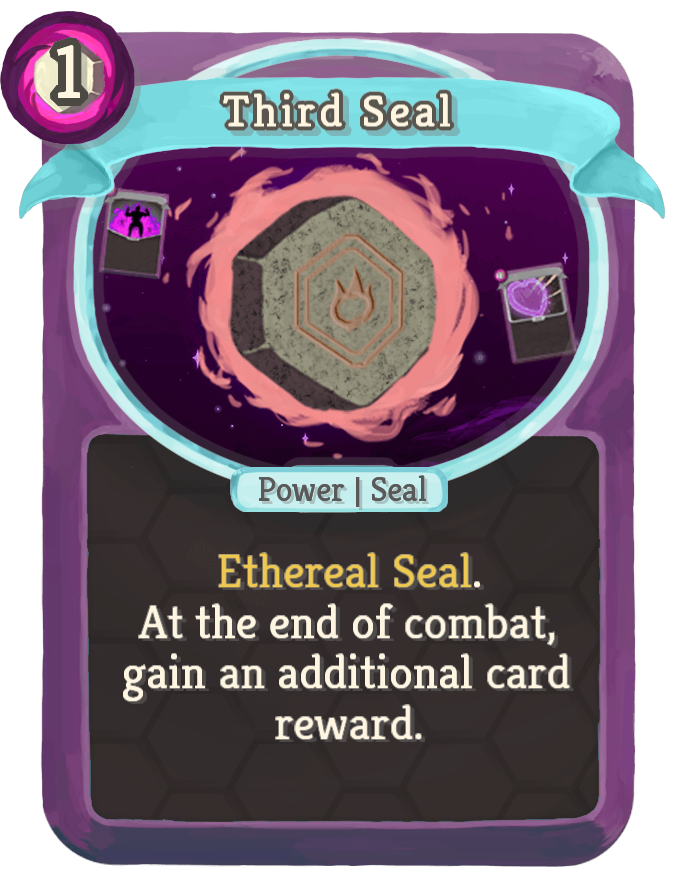 1
Third Seal
Power | Seal
Ethereal Seal.
At the end of combat,
gain an additional card
reward.